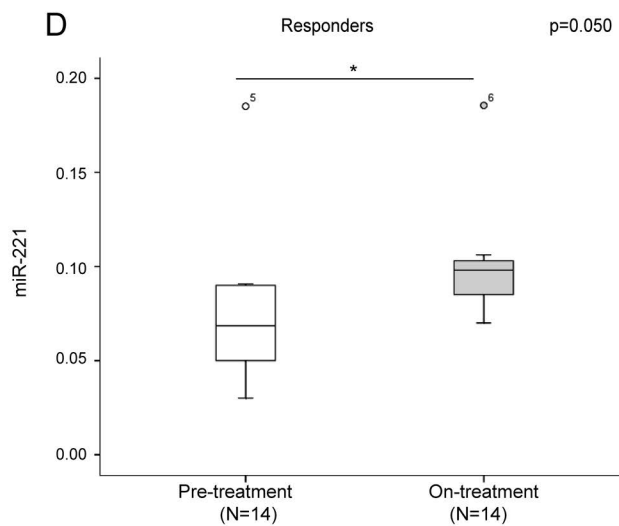 D
Responders
p=0.050
*
0.20
5
6
0.15
miR-221
0.10
0.05
0.00
Pre-treatment
(N=14)
On-treatment
(N=14)